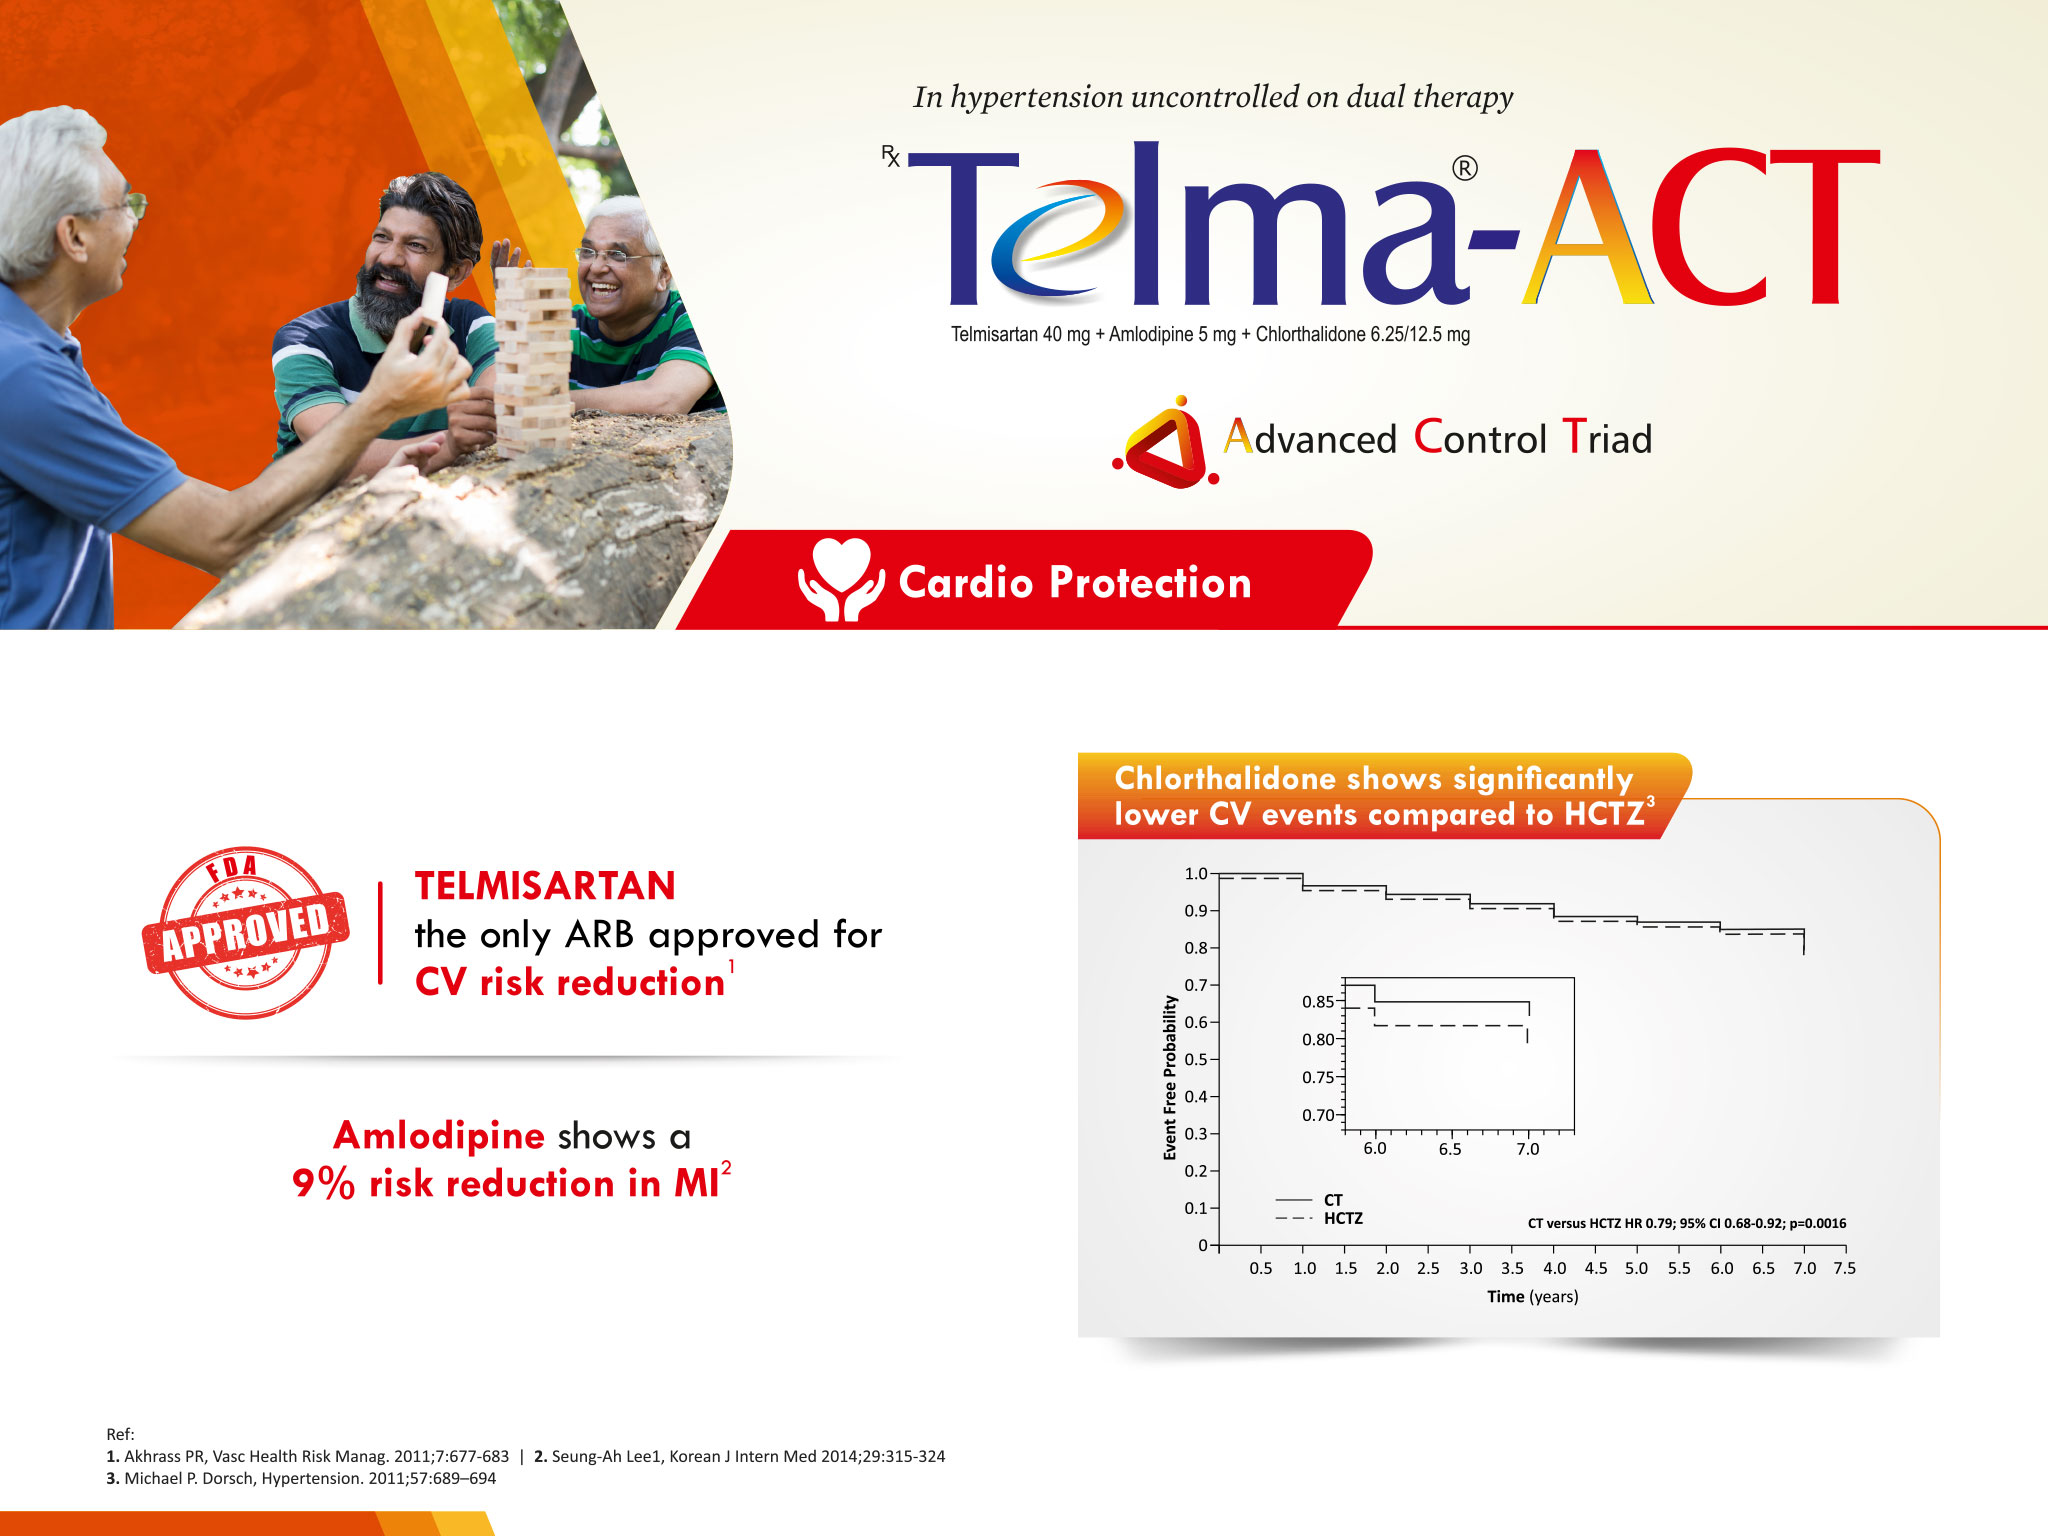 In hypertension uncontrolled on dual therapy
Rx Telma®-ACT
Telmisartan 40 mg + Amlodipine 5 mg + Chlorthalidone 6.25/12.5 mg
Advanced Control Triad
Cardio Protection
FDA
APPROVED
TELMISARTAN
the only ARB approved for
CV risk reduction1
Amlodipine shows a
9% risk reduction in MI2
Chlorthalidone shows significantly
lower CV events compared to HCTZ3
Event Free Probability
1.0
0.9
0.8
0.7
0.6
0.5
0.4
0.3
0.2
0.1
0
0.85
0.80
0.75
0.70
6.0 6.5 7.0
CT
HCTZ
CT versus HCTZ HR 0.79; 95% CI 0.68-0.92; p=0.0016
0.5 1.0 1.5 2.0 2.5 3.0 3.5 4.0 4.5 5.0 5.5 6.0 6.5 7.0 7.5
Time (years)
Ref:
1. Akhrass PR, Vasc Health Risk Manag. 2011;7:677-683 | 2. Seung-Ah Lee1, Korean J Intern Med 2014;29:315-324
3. Michael P. Dorsch, Hypertension. 2011;57:689–694